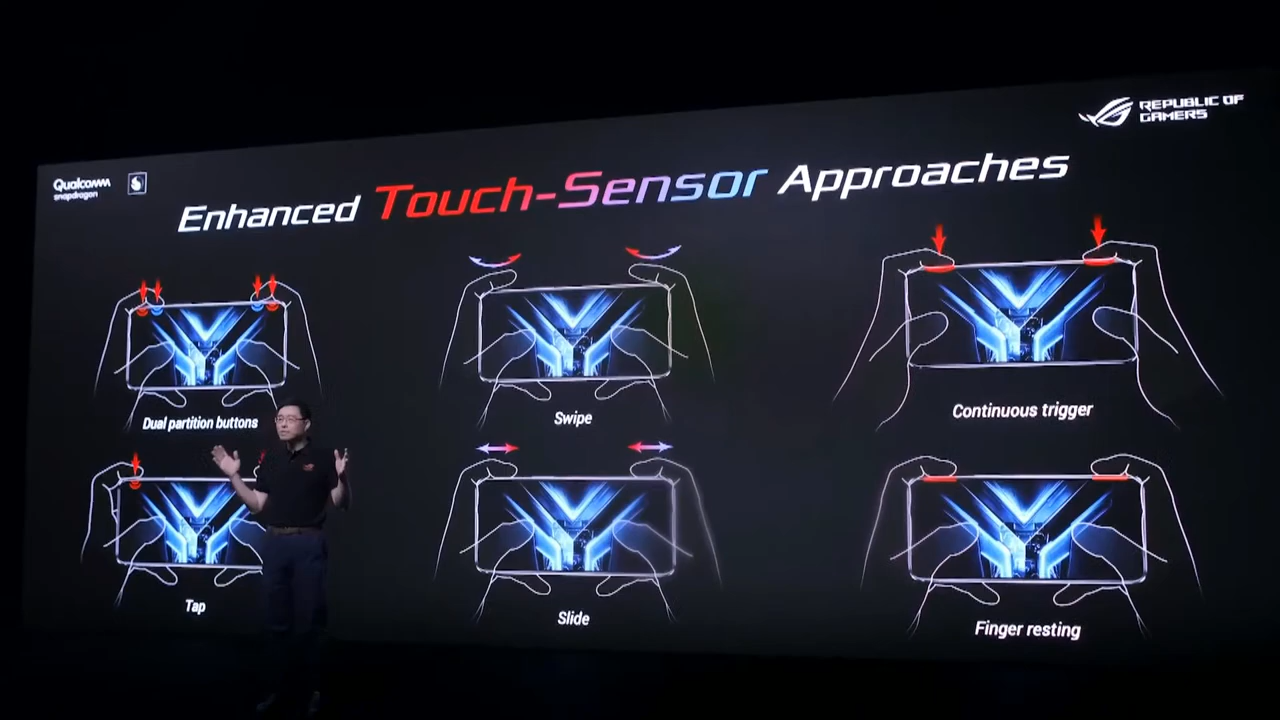 Qualcomm
snapdragon
REPUBLIC OF
GAMERS
Enhanced Touch-Sensor Approaches
Dual partition buttons
Swipe
Continuous trigger
Tap
Slide
Finger resting